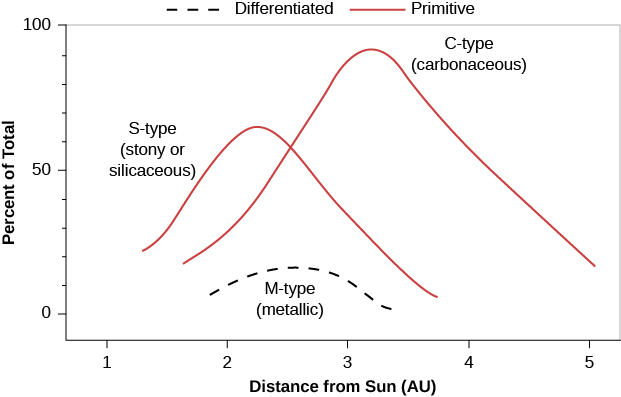 Differentiated Primitive
100
50
0
Percent of Total
C-type
(carbonaceous)
S-type
(stony or
silicaceous)
M-type
(metallic)
1 2 3 4 5
Distance from Sun (AU)